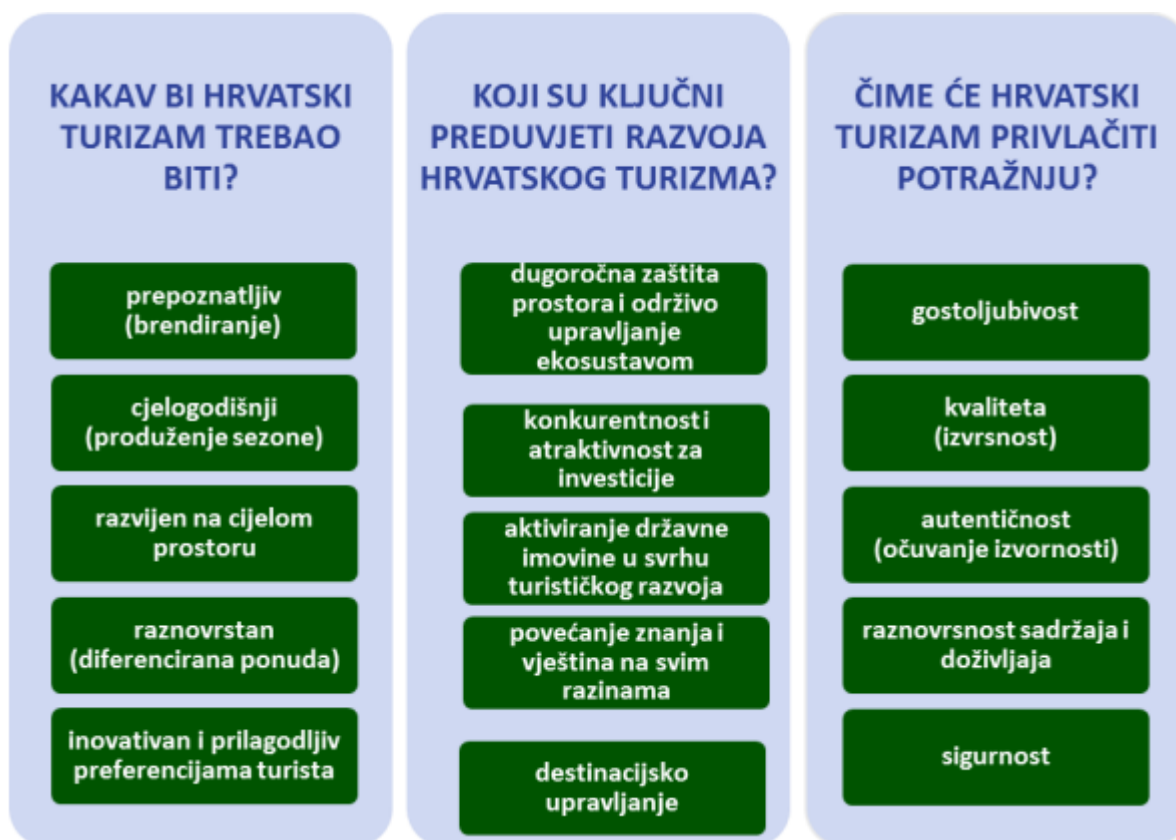 KAKAV BI HRVATSKI
TURIZAM TREBAO
BITI?
prepoznatljiv
(brendiranje)
cjelogodišnji
(produženje sezone)
razvijen na cijelom
prostoru
raznovrstan
(diferencirana ponuda)
inovativan i prilagodljiv
preferencijama turista
KOJI SU KLJUČNI
PREDUVJETI RAZVOJA
HRVATSKOG TURIZMA?
dugoročna zaštita
prostora i održivo
upravljanje
ekosustavom
konkurentnost i
atraktivnost za
investicije
aktiviranje državne
imovine u svrhu
turističkog razvoja
povećanje znanja i
vještina na svim
razinama
destinacijsko
upravljanje
ČIME ĆE HRVATSKI
TURIZAM PRIVLAČITI
POTRAŽNJU?
gostoljubivost
kvaliteta
(izvrsnost)
autentičnost
(očuvanje izvornosti)
raznovrsnost sadržaja i
doživljaja
sigurnost